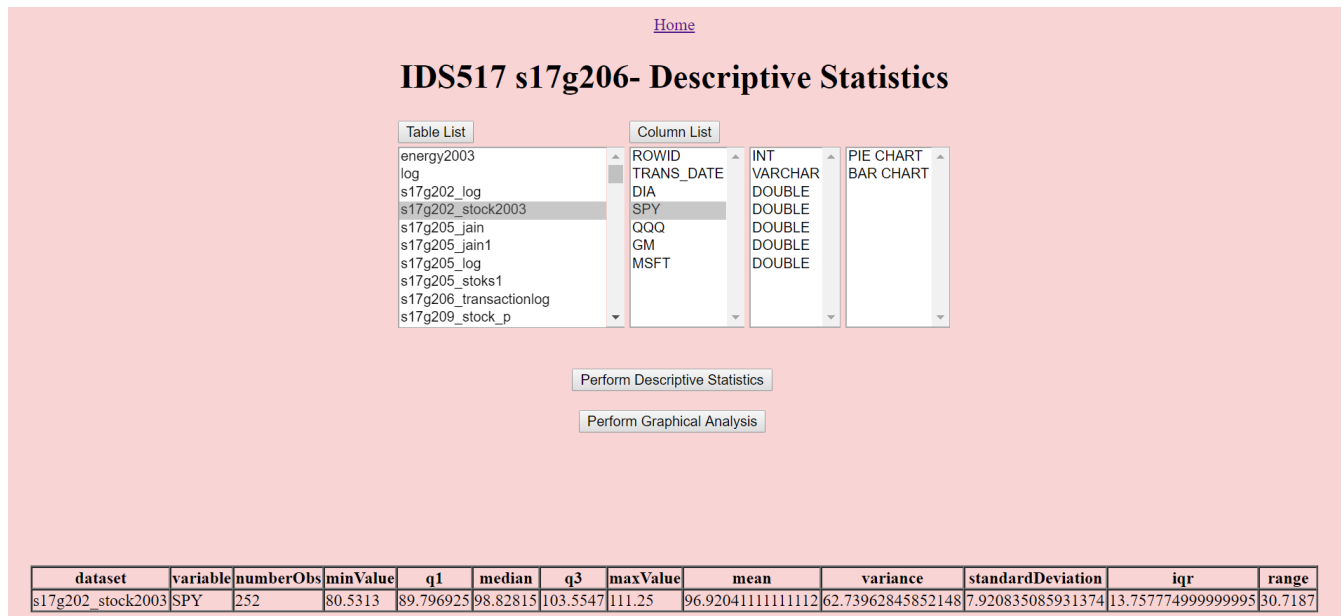 Home
IDS517 s17g206- Descriptive Statistics
Table List Column List
energy2003 ROWID INT PIE CHART
log TRANS_DATE VARCHAR BAR CHART
s17g202_log DIA DOUBLE
s17g202_stock2003 SPY DOUBLE
s17g205_jain QQQ DOUBLE
s17g205_jain1 GM DOUBLE
s17g205_log MSFT DOUBLE
s17g205_stoks1
s17g206_transactionlog
s17g209_stock_p
Perform Descriptive Statistics
Perform Graphical Analysis
dataset variable numberObs minValue q1 median q3 maxValue mean variance standardDeviation iqr range
s17g202_stock2003 SPY 252 80.5313 89.796925 98.82815 103.5547 111.25 96.92041111111112 62.73962845852148 7.920835085931374 13.757774999999995 30.7187